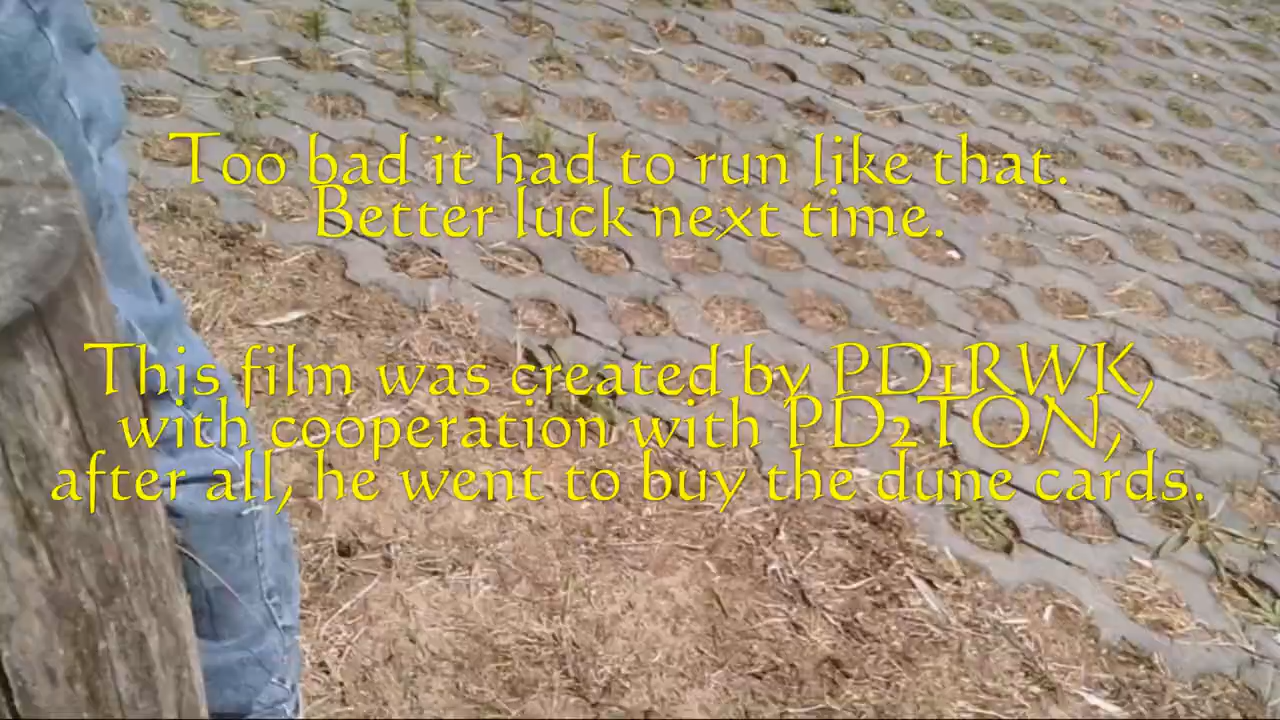 Too bad it had to run like that.
Better luck next time.
This film was created by PD1RWK,
with cooperation with PD2TON,
after all, he went to buy the dune cards.